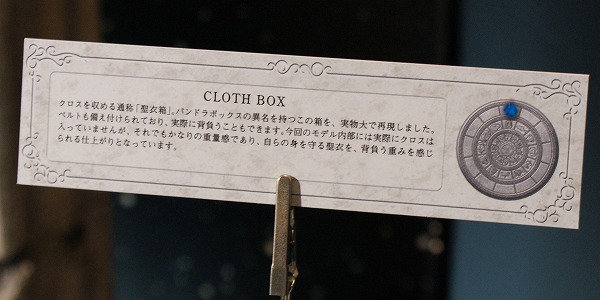 CLOTH BOX
クロスを収める通称「聖衣箱」。パンドラボックスの異名を持つこの箱を、実物大で再現しました。
ベルトも備え付けられており、実際に背負うこともできます。今回のモデル内部には実際にクロスは
入っていませんが、それでもかなりの重量感であり、自らの身を守る聖衣を、背負う重みを感じ
られる仕上がりとなっています。